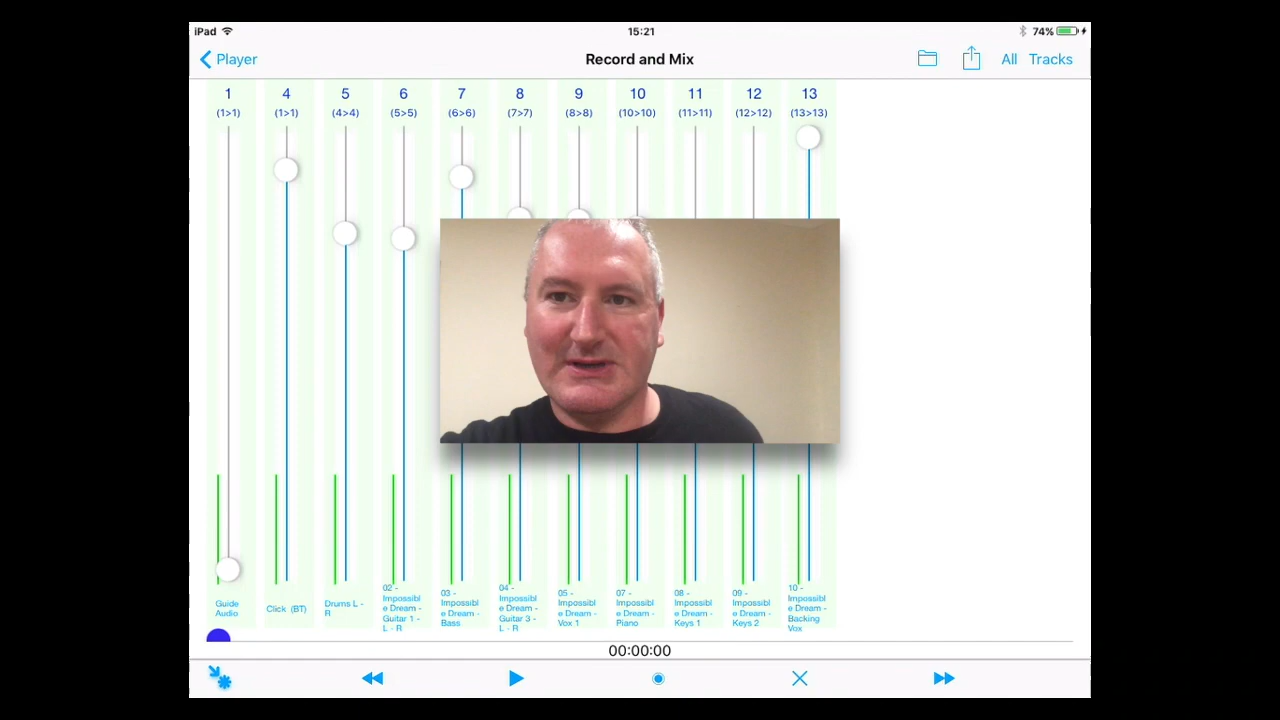 iPad 15:21 74%
Player Record and Mix All Tracks
1 4 5 6 7 8 9 10 11 12 13
(1>1) (1>1) (4>4) (5>5) (6>6) (7>7) (8>8) (10>10) (11>11) (12>12) (13>13)
Guide
Audio
Click (BT)
Drums L -
R
02 -
Impossibl
e Dream -
Guitar 1 -
L - R
03 -
Impossibl
e Dream -
Bass
04 -
Impossibl
e Dream -
Guitar 3 -
L - R
05 -
Impossibl
e Dream -
Vox 1
07 -
Impossibl
e Dream -
Piano
08 -
Impossibl
e Dream -
Keys 1
09 -
Impossibl
e Dream -
Keys 2
10 -
Impossibl
e Dream -
Backing
Vox
00:00:00